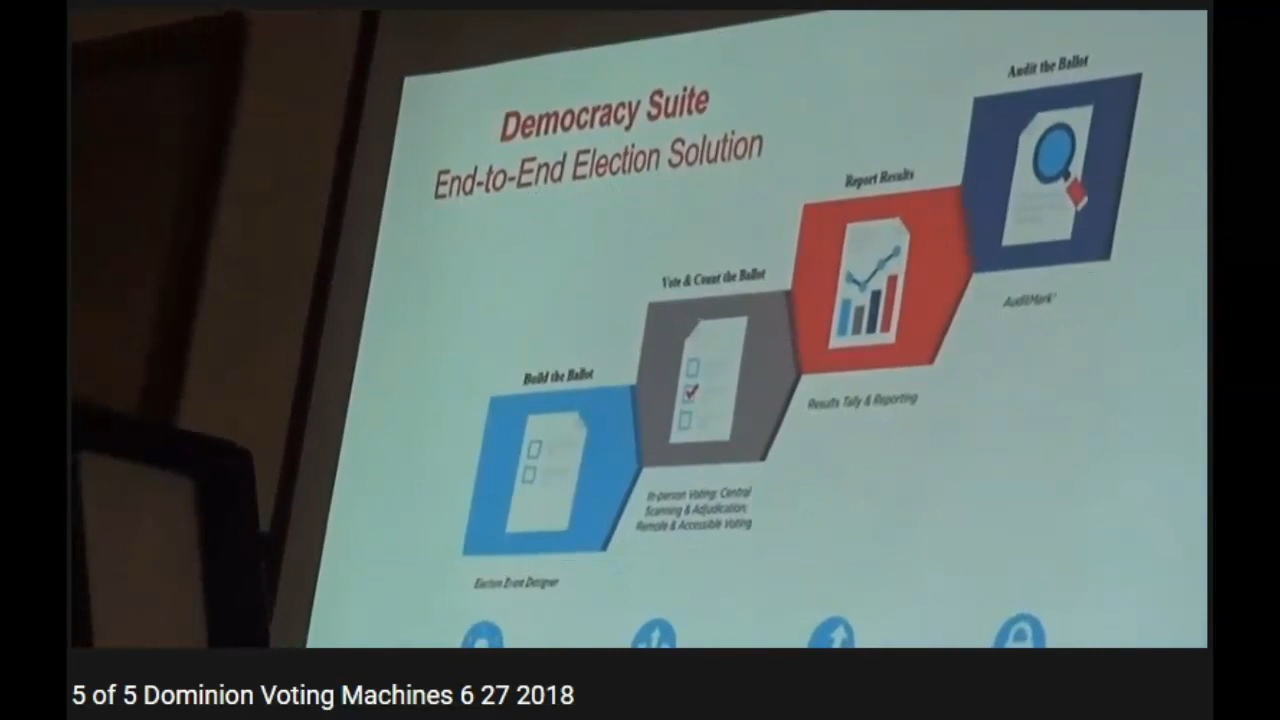 Democracy Suite
End-to-End Election Solution
Audit the Ballot
Report Results
AuditMark®
Vote & Count the Ballot
Results Tally & Reporting
Build the Ballot
In-person Voting; Central
Scanning & Adjudication;
Remote & Accessible Voting
Election Event Designer
5 of 5 Dominion Voting Machines 6 27 2018